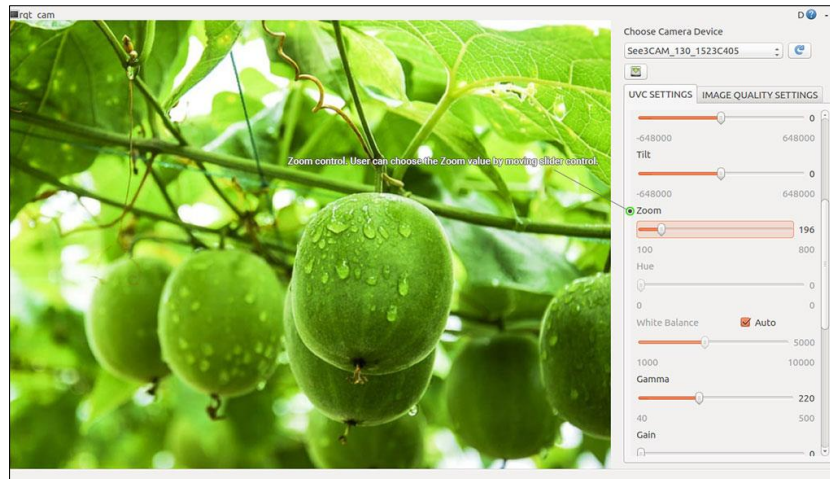 rqt_cam
D
Choose Camera Device
See3CAM_130_1523C405
UVC SETTINGS IMAGE QUALITY SETTINGS
0
-648000 648000
Tilt
0
-648000 648000
Zoom control. User can choose the Zoom value by moving slider control.
Zoom
196
100 800
Hue
0
0 0
White Balance Auto
5000
1000 10000
Gamma
220
40 500
Gain
0